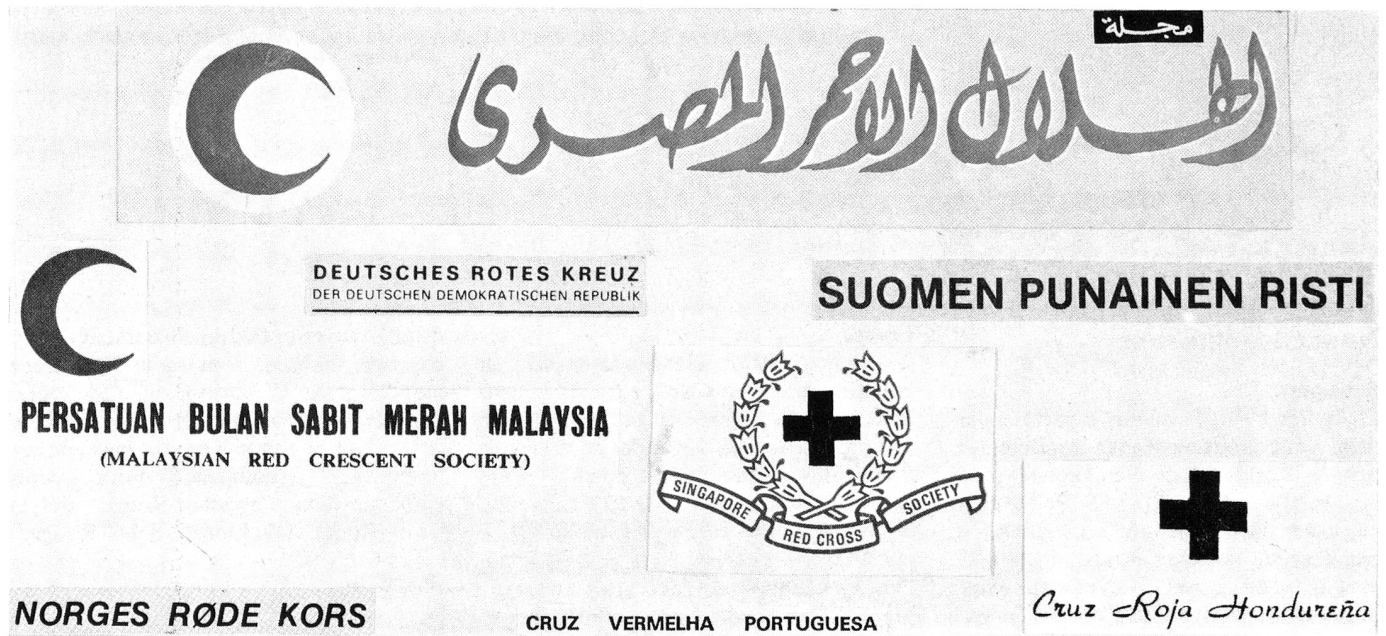 مجلة
الهلال الاحمر المصرى
DEUTSCHES ROTES KREUZ
DER DEUTSCHEN DEMOKRATISCHEN REPUBLIK
SUOMEN PUNAINEN RISTI
PERSATUAN BULAN SABIT MERAH MALAYSIA
(MALAYSIAN RED CRESCENT SOCIETY)
SINGAPORE RED CROSS SOCIETY
NORGES RØDE KORS
CRUZ VERMELHA PORTUGUESA
Cruz Roja Hondureña